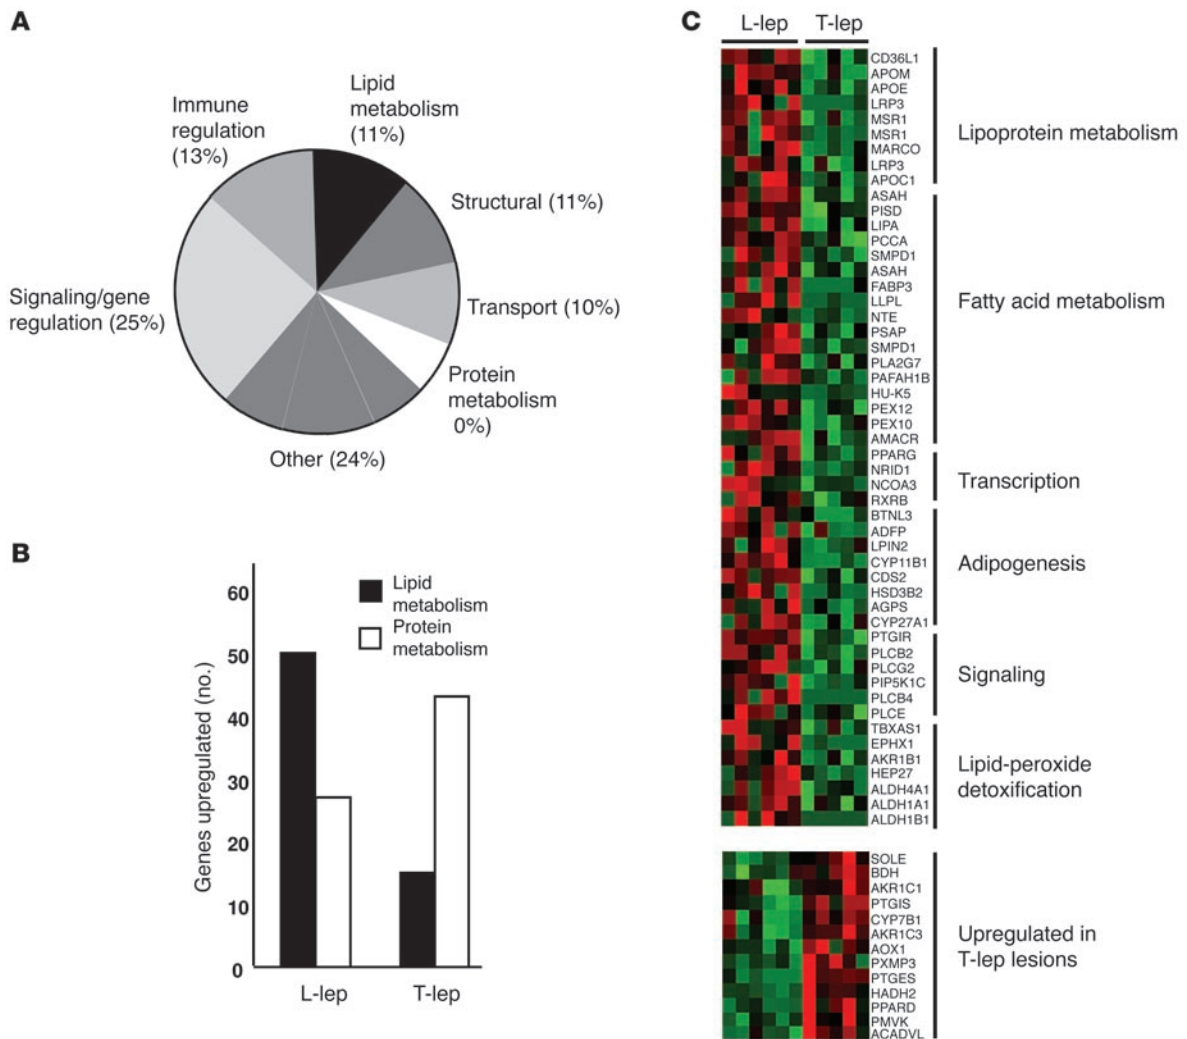 A
Immune
regulation
(13%)
Lipid
metabolism
(11%)
Structural (11%)
Signaling/gene
regulation (25%)
Transport (10%)
Protein
metabolism
0%)
Other (24%)
B
Genes upregulated (no.)
60
50
40
30
20
10
0
Lipid
metabolism
Protein
metabolism
L-lep
T-lep
C
L-lep
T-lep
CD36L1
APOM
APOE
LRP3
MSR1
MSR1
MARCO
LRP3
APOC1
Lipoprotein metabolism
ASAH
PISD
LIPA
PCCA
SMPD1
ASAH
FABP3
LLPL
NTE
PSAP
SMPD1
PLA2G7
PAFAH1B
HU-K5
PEX12
PEX10
AMACR
Fatty acid metabolism
PPARG
NRID1
NCOA3
RXRB
Transcription
BTNL3
ADFP
LPIN2
CYP11B1
CDS2
HSD3B2
AGPS
CYP27A1
Adipogenesis
PTGIR
PLCB2
PLCG2
PIP5K1C
PLCB4
PLCE
Signaling
TBXAS1
EPHX1
AKR1B1
HEP27
ALDH4A1
ALDH1A1
ALDH1B1
Lipid-peroxide
detoxification
SOLE
BDH
AKR1C1
PTGIS
CYP7B1
AKR1C3
AOX1
PXMP3
PTGES
HADH2
PPARD
PMVK
ACADVL
Upregulated in
T-lep lesions